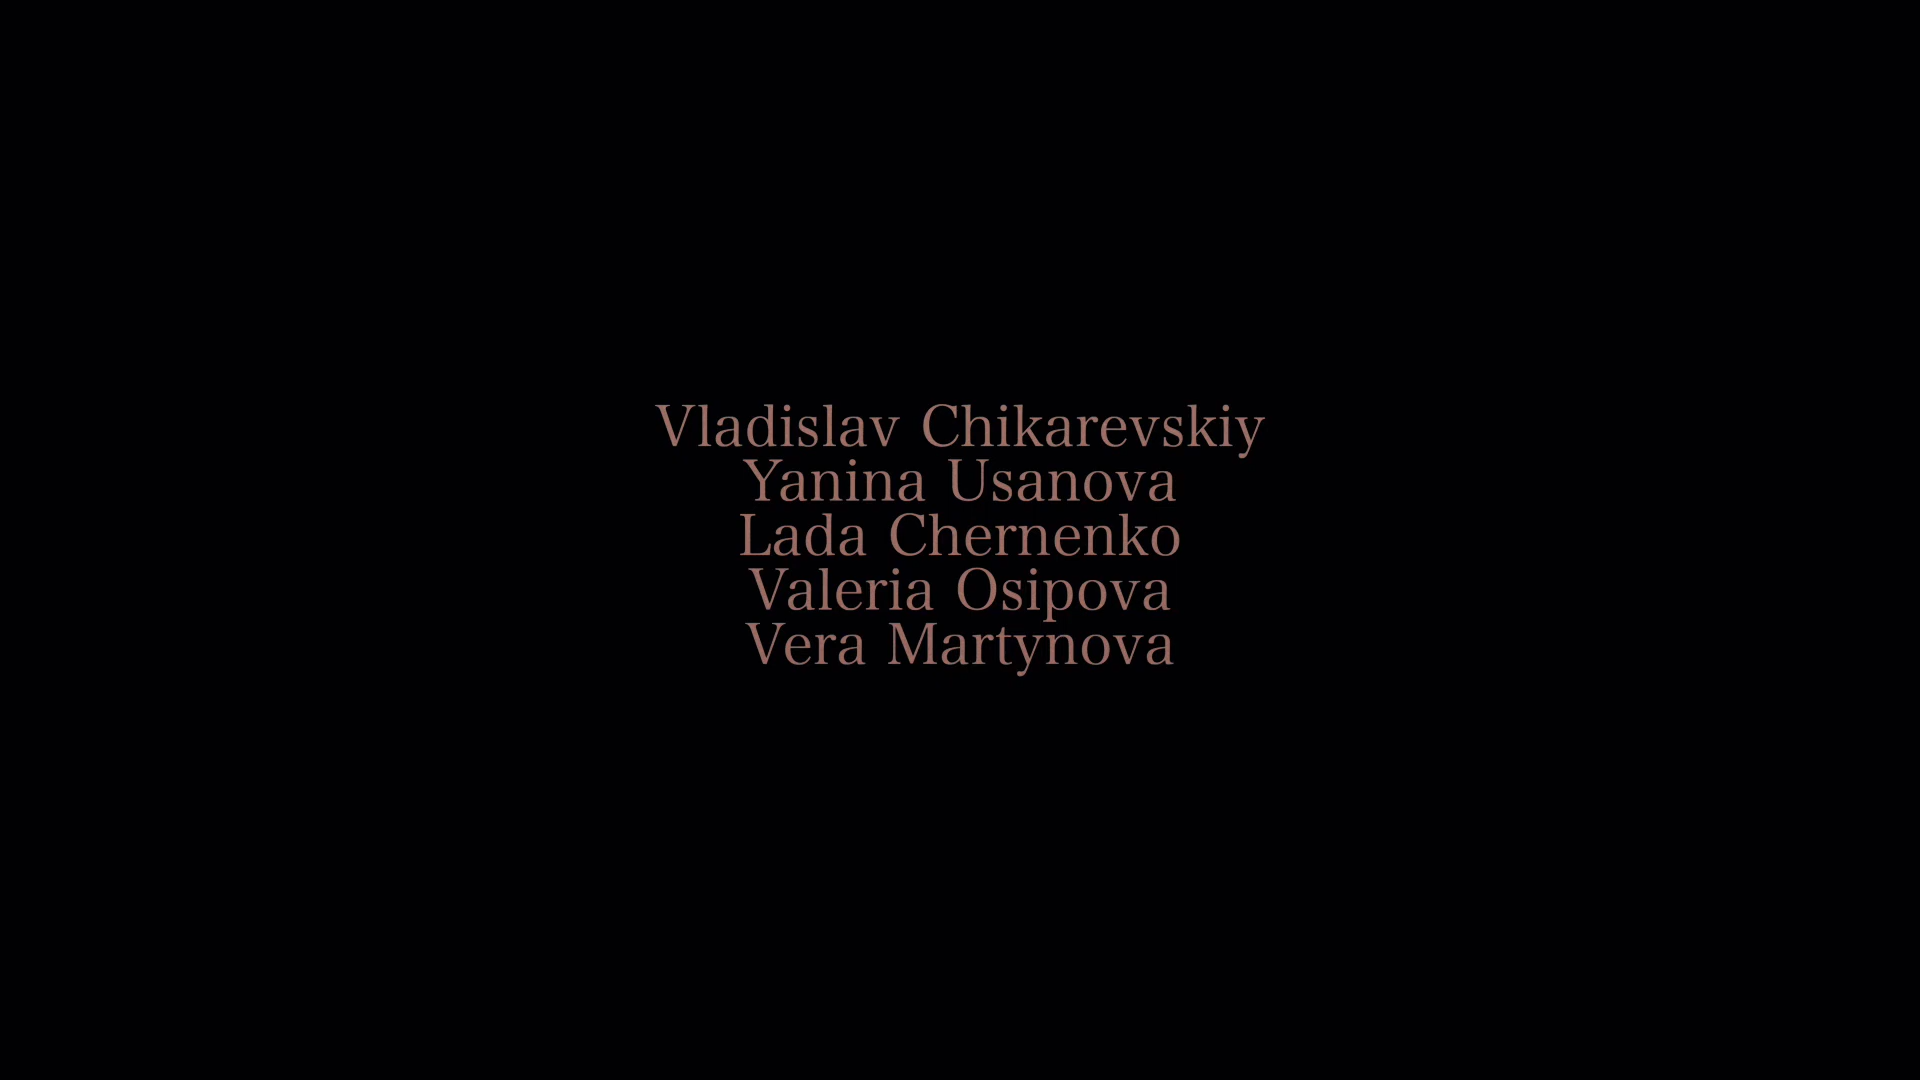 Vladislav Chikarevskiy
Yanina Usanova
Lada Chernenko
Valeria Osipova
Vera Martynova